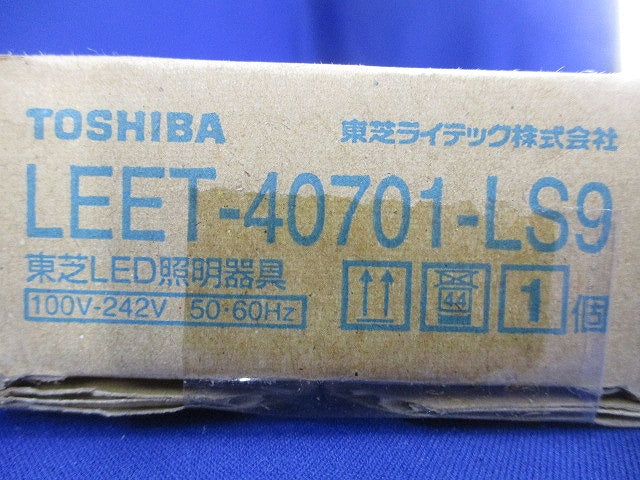 TOSHIBA 東芝ライテック株式会社
LEET-40701-LS9
東芝LED照明器具
100V-242V 50・60Hz 44 1個